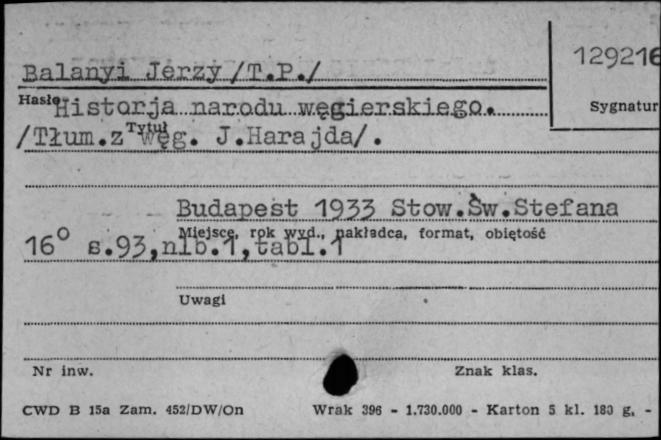 129216
Balanyi Jerzy/T.P./
Hasło
Sygnatur
Historja narodu węgierskiego.
Tytuł
/Tłum.z węg. J.Harajda/.
Budapest 1933 Stow.Św.Stefana
Miejsce, rok wyd., nakładca, format, obiętość
16° s.93,nlb.1,tabl.1
Uwagi
Nr inw. Znak klas.
CWD B 15a Zam. 452/DW/On Wrak 396 - 1.730.000 - Karton 5 kl. 180 g. -